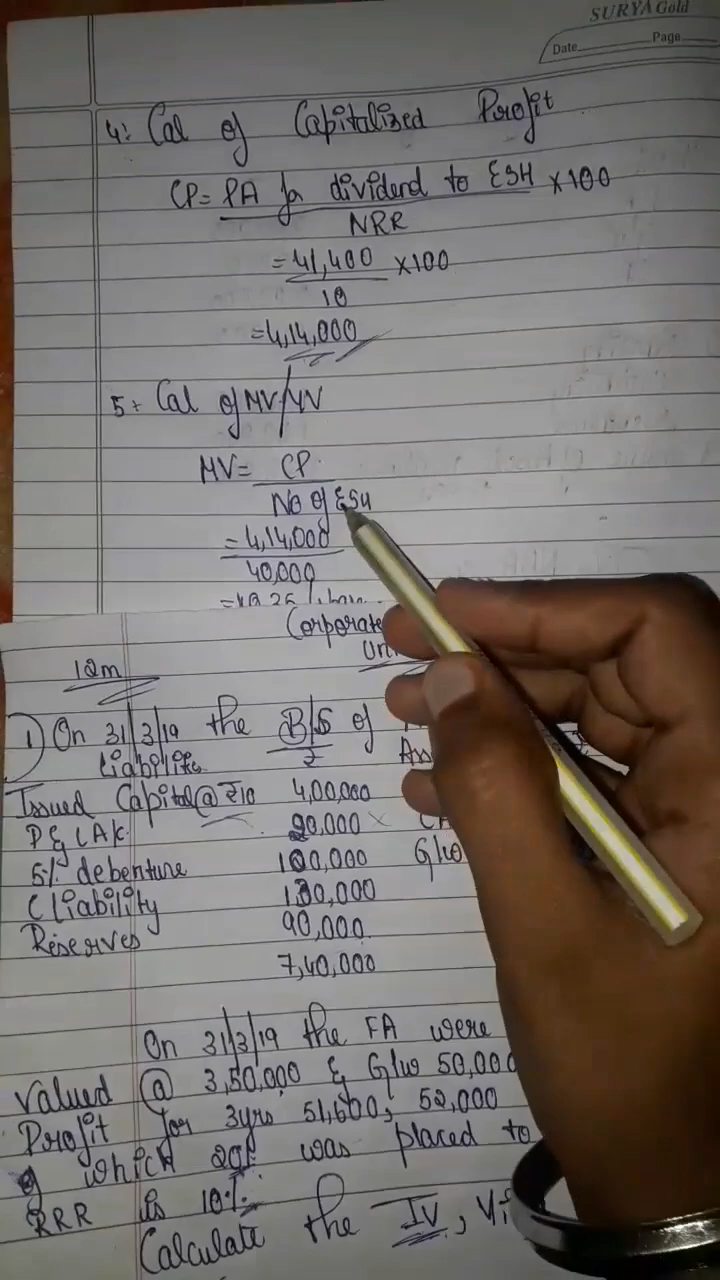 SURYA Gold
Date Page
4: Cal of Capitalized Profit
CP= PA for dividend to ESH ×100
NRR
=41,400 ×100
10
=4,14,000
5: Cal of MV/YV
MV= CP
No of ESH
=4,14,000
40,000
Corporate
12m
1) On 31/3/19 the B/S of
Liabilities
₹
Issued Capital@ ₹10 4,00,000
P & L A/c 20,000
5% debenture 100,000
C Liability 130,000
Reserves 90,000
7,40,000
On 31/3/19 the FA were
Valued @ 3,50,000 & G/w 50,000
Profit for 3yrs 51,600; 52,000
of which 20% was placed to
RRR is 10%.
Calculate the IV,